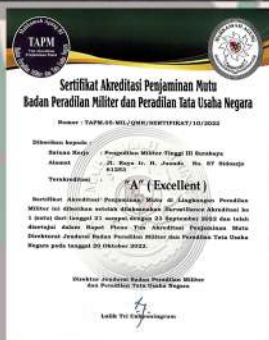 TAPM
Sertifikat Akreditasi Penjaminan Mutu
Badan Peradilan Militer dan Peradilan Tata Usaha Negara
Nomor : TAPM.05-MIL/QMR/SERTIFIKAT/10/2022
Diberikan kepada :
Satuan Kerja : Pengadilan Militer Tinggi III Surabaya
Alamat : Jl. Raya Ir. H. Juanda No. 87 Sidoarjo
61253
Terakreditasi :
"A" ( Excellent )
Sertifikat Akreditasi Penjaminan Mutu di Lingkungan Peradilan
Militer ini diberikan setelah dilaksanakan Surveillance Akreditasi ke
1 (satu) dari tanggal 21 sampai dengan 23 September 2022 dan telah
disetujui dalam Rapat Pleno Tim Akreditasi Penjaminan Mutu
Direktorat Jenderal Badan Peradilan Militer dan Peradilan Tata Usaha
Negara pada tanggal 20 Oktober 2022.
Direktur Jenderal Badan Peradilan Militer
dan Peradilan Tata Usaha Negara
Lulik Tri Cahyaningrum